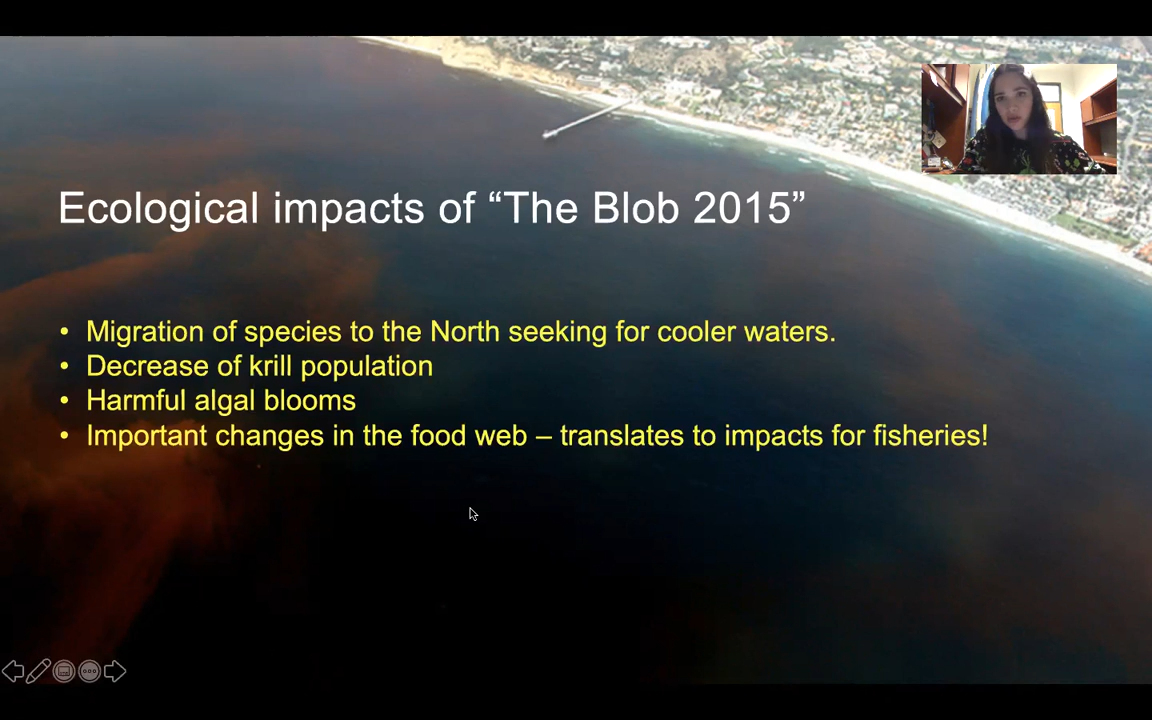 Ecological impacts of “The Blob 2015”
• Migration of species to the North seeking for cooler waters.
• Decrease of krill population
• Harmful algal blooms
• Important changes in the food web – translates to impacts for fisheries!